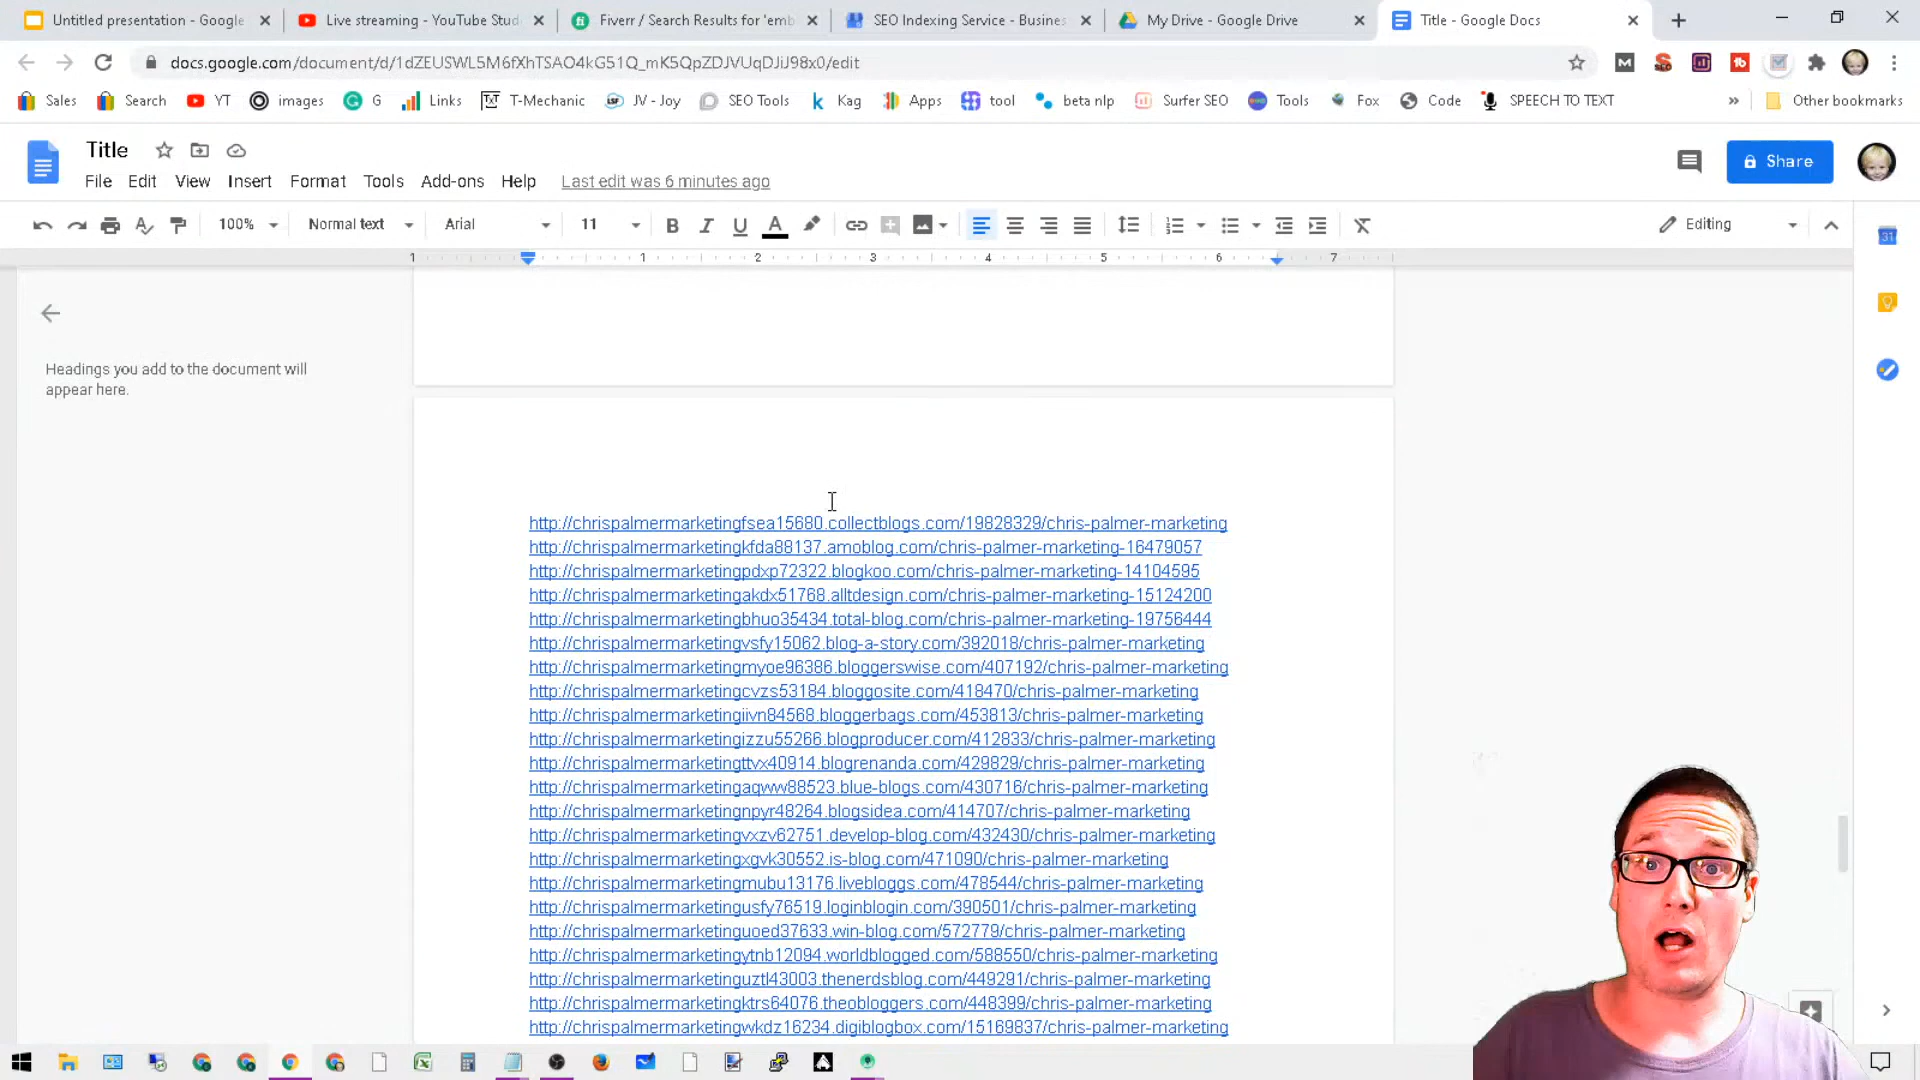 Untitled presentation - Google
Live streaming - YouTube Stud
Fiverr / Search Results for 'emb
SEO Indexing Service - Busines
My Drive - Google Drive
Title - Google Docs
docs.google.com/document/d/1dZEUSWL5M6fXhTSAO4kG51Q_mK5QpZDJVUqDJiJ98x0/edit
Sales
Search
YT
images
G
Links
T-Mechanic
JV - Joy
SEO Tools
Kag
Apps
tool
beta nlp
Surfer SEO
Tools
Fox
Code
SPEECH TO TEXT
Other bookmarks
Title
Share
File Edit View Insert Format Tools Add-ons Help Last edit was 6 minutes ago
100% Normal text Arial 11 Editing
1 1 2 3 4 5 6 7
Headings you add to the document will
appear here.
http://chrispalmermarketingfsea15680.collectblogs.com/19828329/chris-palmer-marketing
http://chrispalmermarketingkfda88137.amoblog.com/chris-palmer-marketing-16479057
http://chrispalmermarketingpdxp72322.blogkoo.com/chris-palmer-marketing-14104595
http://chrispalmermarketingakdx51768.alltdesign.com/chris-palmer-marketing-15124200
http://chrispalmermarketingbhuo35434.total-blog.com/chris-palmer-marketing-19756444
http://chrispalmermarketingvsfy15062.blog-a-story.com/392018/chris-palmer-marketing
http://chrispalmermarketingmyoe96386.bloggerswise.com/407192/chris-palmer-marketing
http://chrispalmermarketingcvzs53184.bloggosite.com/418470/chris-palmer-marketing
http://chrispalmermarketingiivn84568.bloggerbags.com/453813/chris-palmer-marketing
http://chrispalmermarketingizzu55266.blogproducer.com/412833/chris-palmer-marketing
http://chrispalmermarketingttvx40914.blogrenanda.com/429829/chris-palmer-marketing
http://chrispalmermarketingaqww88523.blue-blogs.com/430716/chris-palmer-marketing
http://chrispalmermarketingnpyr48264.blogsidea.com/414707/chris-palmer-marketing
http://chrispalmermarketingvxzv62751.develop-blog.com/432430/chris-palmer-marketing
http://chrispalmermarketingxgvk30552.is-blog.com/471090/chris-palmer-marketing
http://chrispalmermarketingmubu13176.livebloggs.com/478544/chris-palmer-marketing
http://chrispalmermarketingusfy76519.loginblogin.com/390501/chris-palmer-marketing
http://chrispalmermarketinguoed37633.win-blog.com/572779/chris-palmer-marketing
http://chrispalmermarketingytnb12094.worldblogged.com/588550/chris-palmer-marketing
http://chrispalmermarketinguztl43003.thenerdsblog.com/449291/chris-palmer-marketing
http://chrispalmermarketingktrs64076.theobloggers.com/448399/chris-palmer-marketing
http://chrispalmermarketingwkdz16234.digiblogbox.com/15169837/chris-palmer-marketing